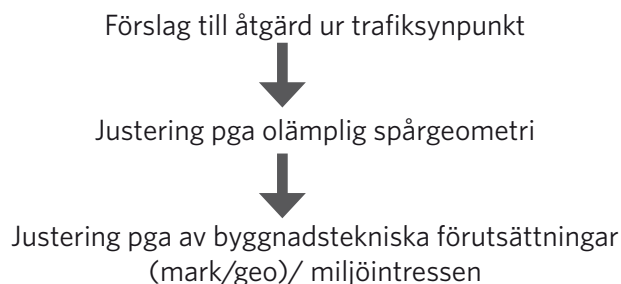 Förslag till åtgärd ur trafiksynpunkt
Justering pga olämplig spårgeometri
Justering pga av byggnadstekniska förutsättningar
(mark/geo)/ miljöintressen